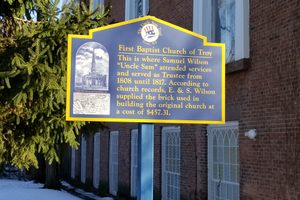 First Baptist Church of Troy
This is where Samuel Wilson
"Uncle Sam" attended services
and served as Trustee from
1808 until 1817. According to
church records, E. & S. Wilson
supplied the brick used in
building the original church at
a cost of $457.31.